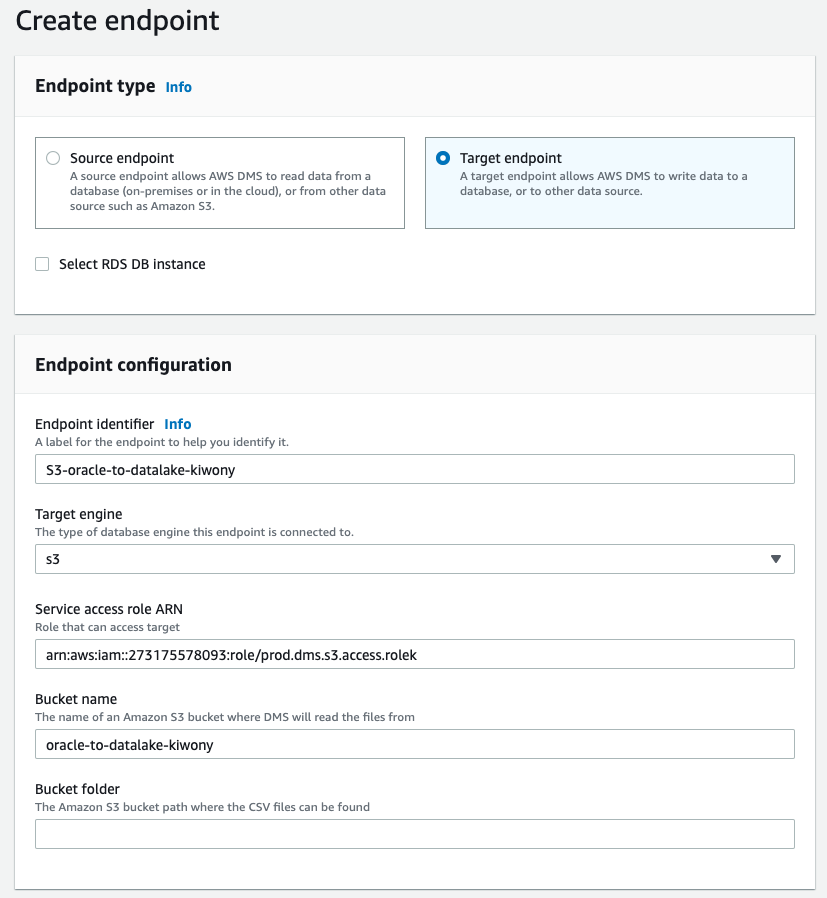 Create endpoint
Endpoint type Info
Source endpoint
A source endpoint allows AWS DMS to read data from a
database (on-premises or in the cloud), or from other data
source such as Amazon S3.
Target endpoint
A target endpoint allows AWS DMS to write data to a
database, or to other data source.
Select RDS DB instance
Endpoint configuration
Endpoint identifier Info
A label for the endpoint to help you identify it.
S3-oracle-to-datalake-kiwony
Target engine
The type of database engine this endpoint is connected to.
s3
Service access role ARN
Role that can access target
arn:aws:iam::273175578093:role/prod.dms.s3.access.rolek
Bucket name
The name of an Amazon S3 bucket where DMS will read the files from
oracle-to-datalake-kiwony
Bucket folder
The Amazon S3 bucket path where the CSV files can be found